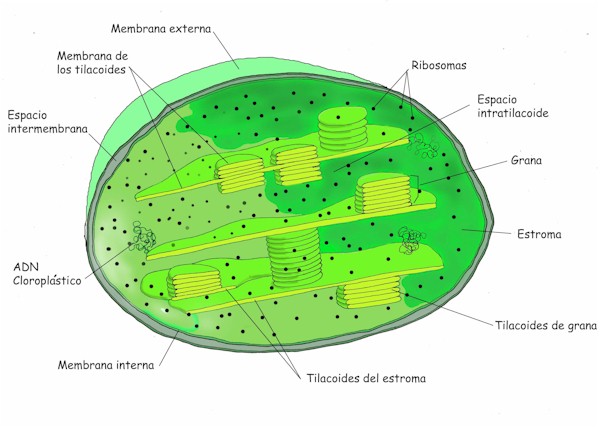 Membrana externa
Membrana de
los tilacoides
Ribosomas
Espacio
intratilacoide
Espacio
intermembrana
Grana
Estroma
ADN
Cloroplástico
Tilacoides de grana
Membrana interna
Tilacoides del estroma